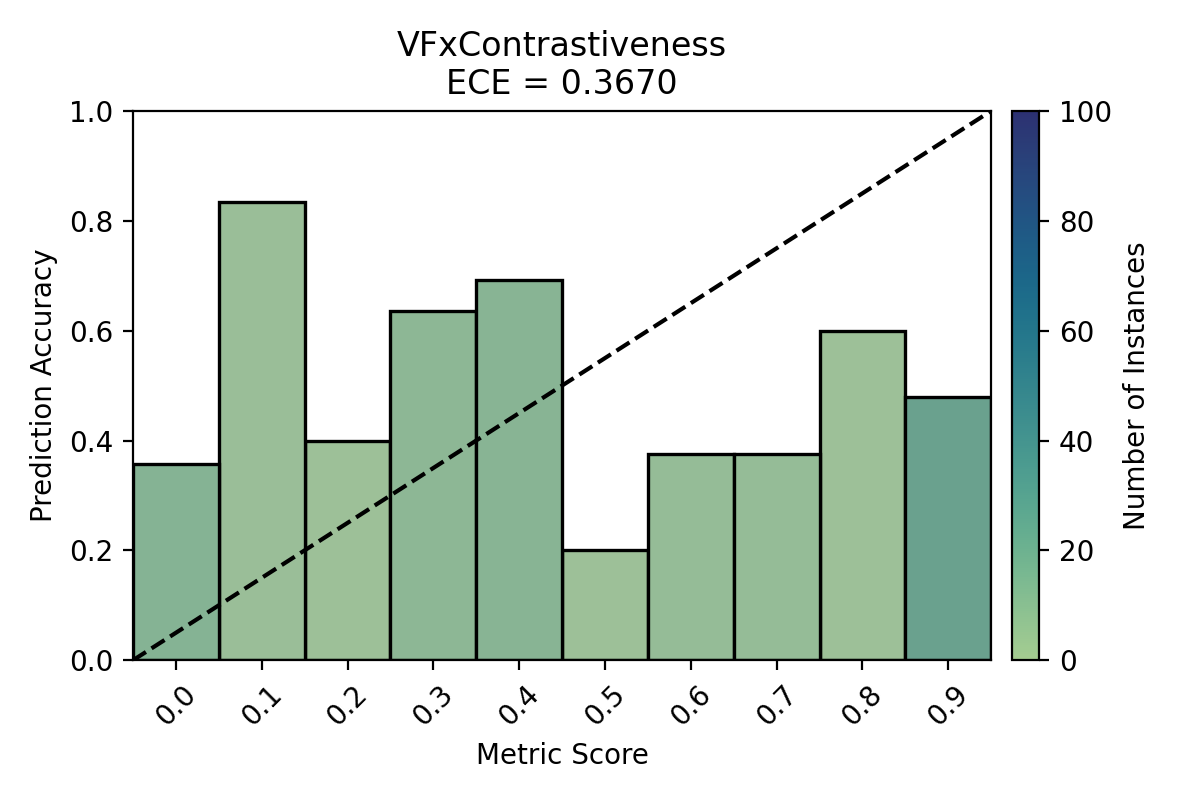 VFxContrastiveness
ECE = 0.3670
Prediction Accuracy
1.0
0.8
0.6
0.4
0.2
0.0
0.0 0.1 0.2 0.3 0.4 0.5 0.6 0.7 0.8 0.9
Metric Score
100
80
60
40
20
0
Number of Instances